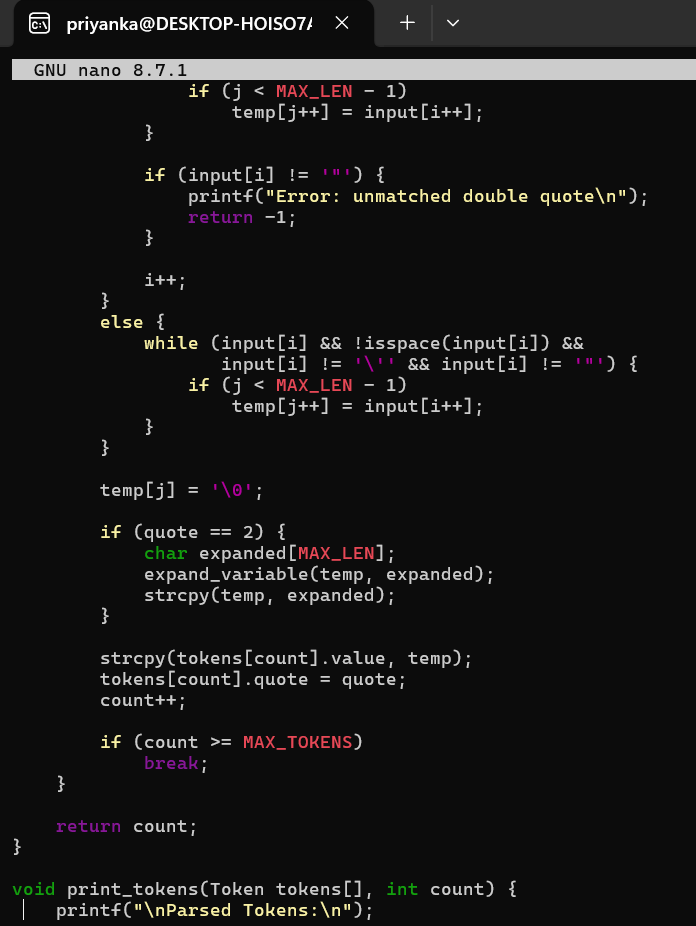 priyanka@DESKTOP-HOISO7
GNU nano 8.7.1
                if (j < MAX_LEN - 1)
                    temp[j++] = input[i++];
            }

            if (input[i] != '"') {
                printf("Error: unmatched double quote\n");
                return -1;
            }

            i++;
        }
        else {
            while (input[i] && !isspace(input[i]) &&
                   input[i] != '\'' && input[i] != '"') {
                if (j < MAX_LEN - 1)
                    temp[j++] = input[i++];
            }
        }

        temp[j] = '\0';

        if (quote == 2) {
            char expanded[MAX_LEN];
            expand_variable(temp, expanded);
            strcpy(temp, expanded);
        }

        strcpy(tokens[count].value, temp);
        tokens[count].quote = quote;
        count++;

        if (count >= MAX_TOKENS)
            break;
    }

    return count;
}

void print_tokens(Token tokens[], int count) {
    printf("\nParsed Tokens:\n");